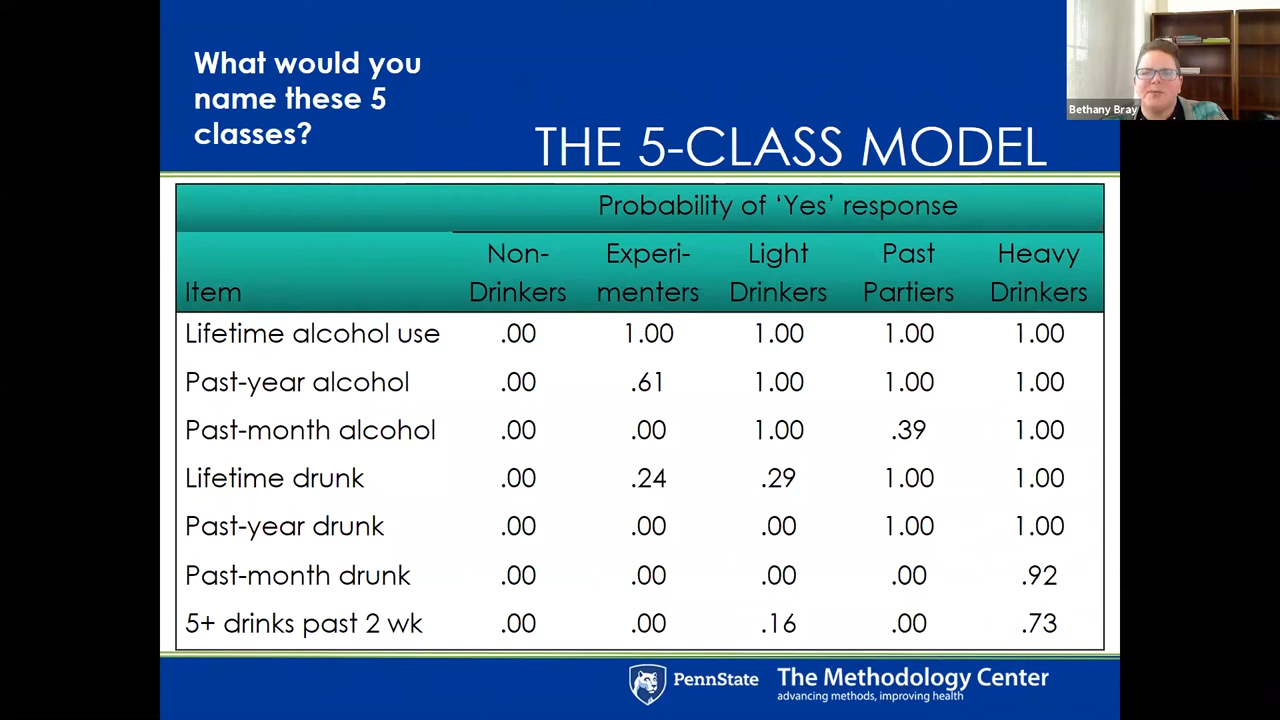 What would you
name these 5
classes?
THE 5-CLASS MODEL
Bethany Bray
Probability of ‘Yes’ response
Item Non-Drinkers Experi-menters Light Drinkers Past Partiers Heavy Drinkers
Lifetime alcohol use .00 1.00 1.00 1.00 1.00
Past-year alcohol .00 .61 1.00 1.00 1.00
Past-month alcohol .00 .00 1.00 .39 1.00
Lifetime drunk .00 .24 .29 1.00 1.00
Past-year drunk .00 .00 .00 1.00 1.00
Past-month drunk .00 .00 .00 .00 .92
5+ drinks past 2 wk .00 .00 .16 .00 .73
PennState The Methodology Center
advancing methods, improving health